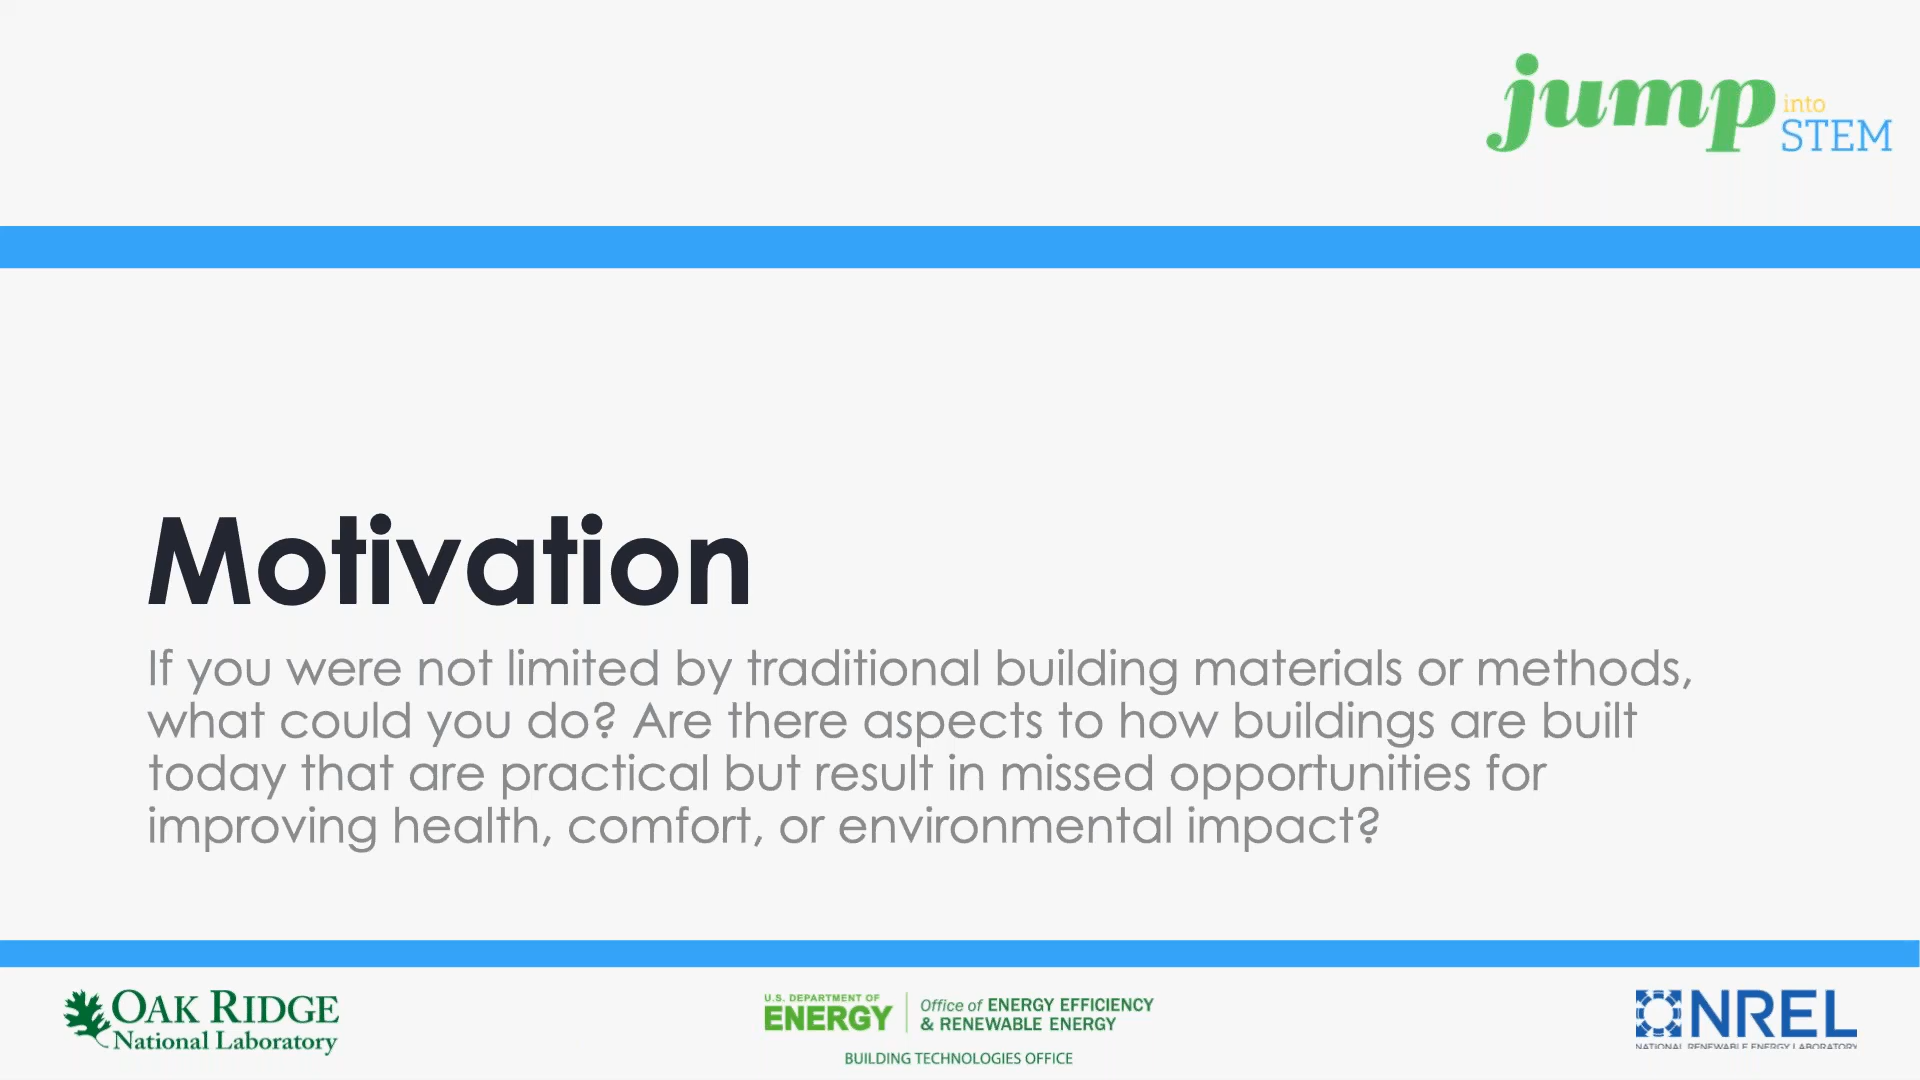 jump into STEM
Motivation
If you were not limited by traditional building materials or methods,
what could you do? Are there aspects to how buildings are built
today that are practical but result in missed opportunities for
improving health, comfort, or environmental impact?
OAK RIDGE
National Laboratory
U.S. DEPARTMENT OF
ENERGY
Office of ENERGY EFFICIENCY
& RENEWABLE ENERGY
BUILDING TECHNOLOGIES OFFICE
NREL
NATIONAL RENEWABLE ENERGY LABORATORY